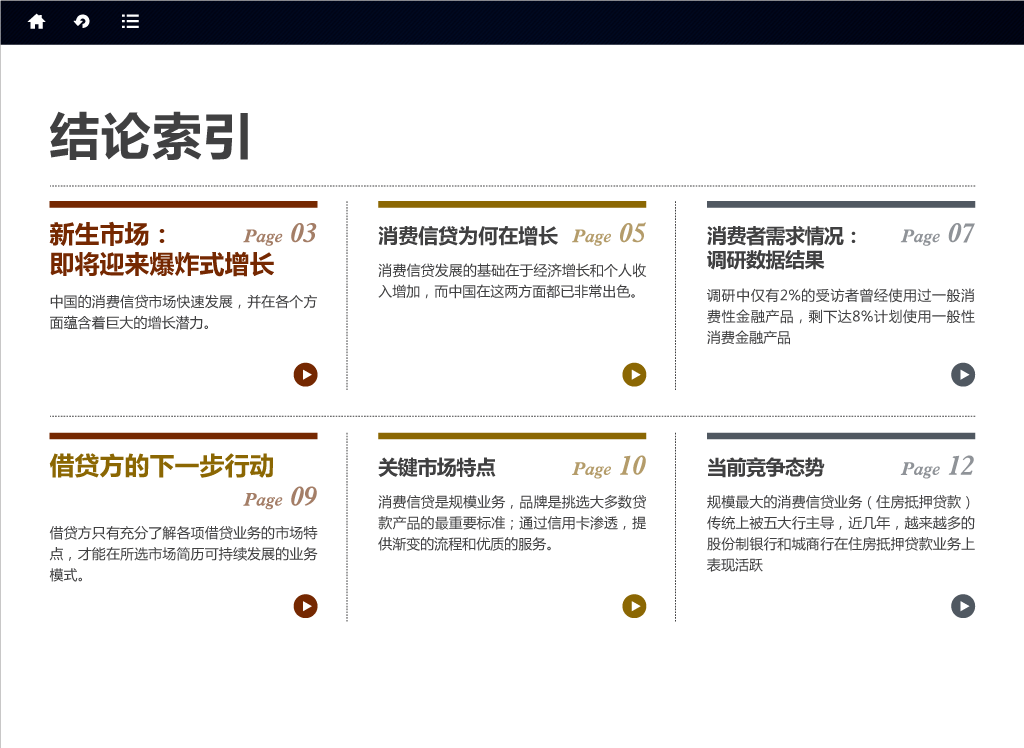 结论索引
新生市场： Page 03
即将迎来爆炸式增长
中国的消费信贷市场快速发展，并在各个方
面蕴含着巨大的增长潜力。
消费信贷为何在增长 Page 05
消费信贷发展的基础在于经济增长和个人收
入增加，而中国在这两方面都已非常出色。
消费者需求情况： Page 07
调研数据结果
调研中仅有2%的受访者曾经使用过一般消
费性金融产品，剩下达8%计划使用一般性
消费金融产品
借贷方的下一步行动
Page 09
借贷方只有充分了解各项借贷业务的市场特
点，才能在所选市场简历可持续发展的业务
模式。
关键市场特点 Page 10
消费信贷是规模业务，品牌是挑选大多数贷
款产品的最重要标准；通过信用卡渗透，提
供渐变的流程和优质的服务。
当前竞争态势 Page 12
规模最大的消费信贷业务（住房抵押贷款）
传统上被五大行主导，近几年，越来越多的
股份制银行和城商行在住房抵押贷款业务上
表现活跃